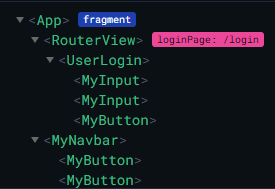 <App> fragment
<RouterView> loginPage: /login
<UserLogin>
<MyInput>
<MyInput>
<MyButton>
<MyNavbar>
<MyButton>
<MyButton>